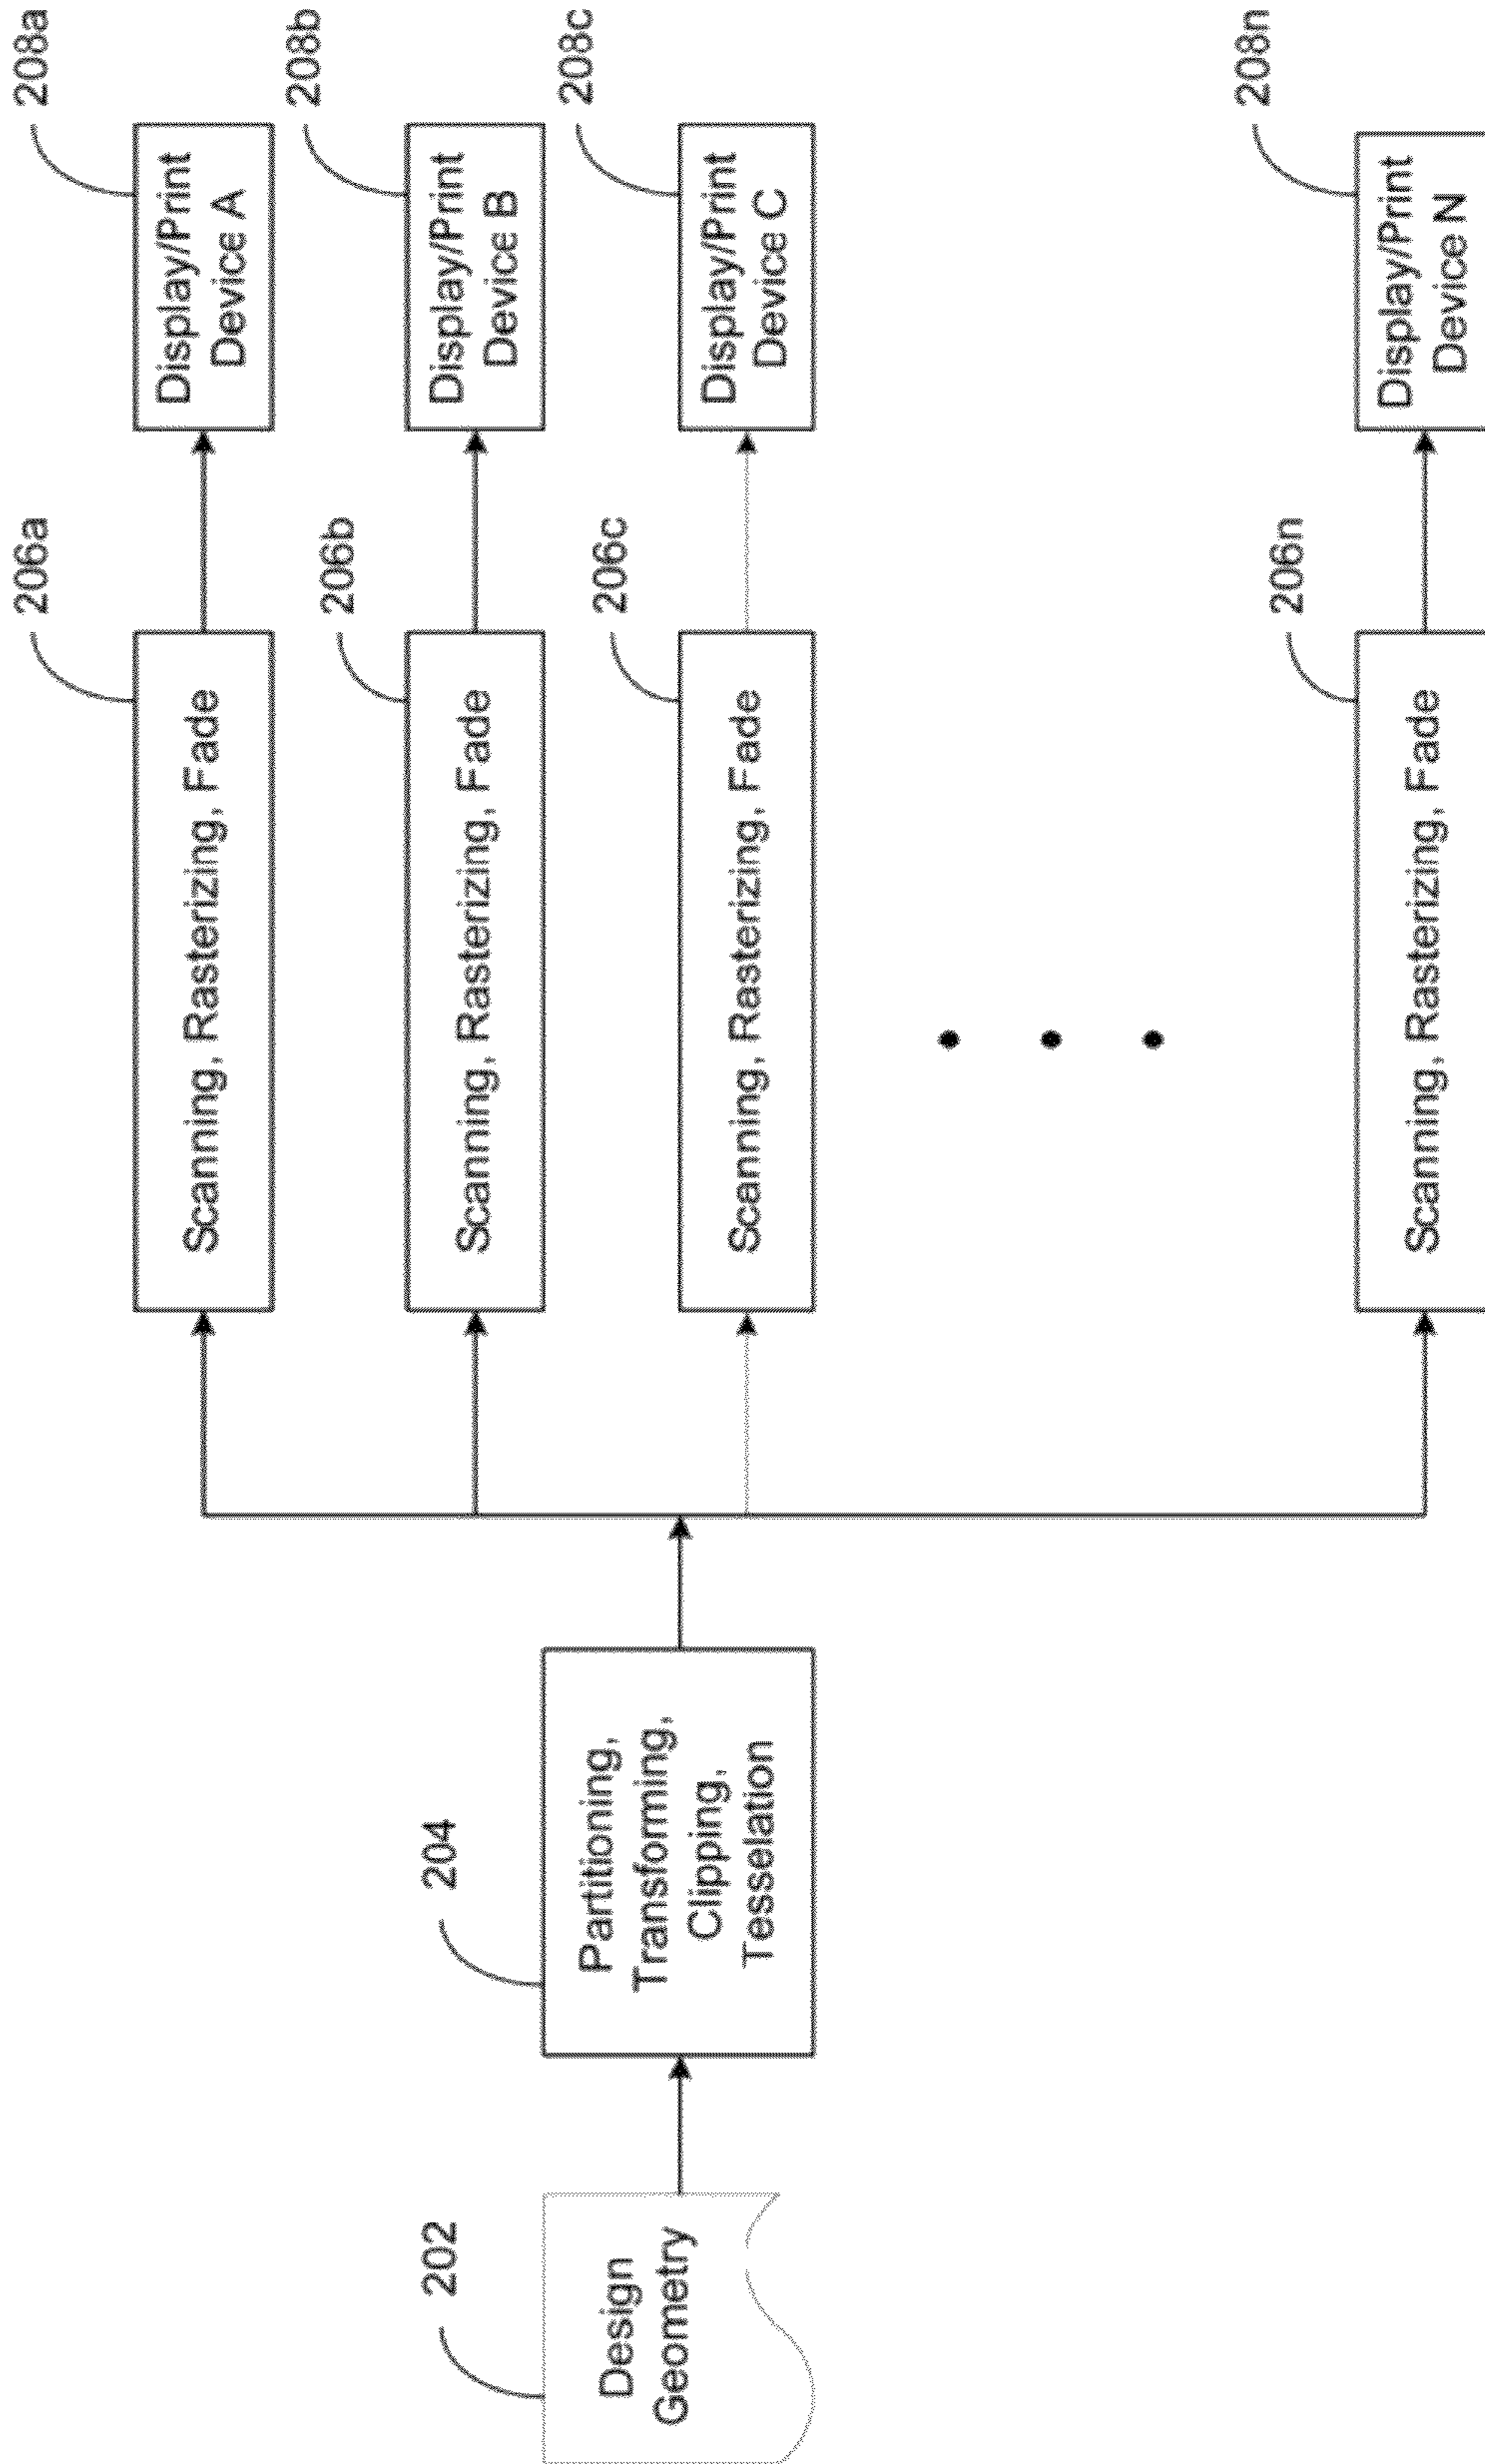 202
Design
Geometry
204
Partitioning,
Transforming,
Clipping,
Tesselation
206a
Scanning, Rasterizing, Fade
208a
Display/Print
Device A
206b
Scanning, Rasterizing, Fade
208b
Display/Print
Device B
206c
Scanning, Rasterizing, Fade
208c
Display/Print
Device C
206n
Scanning, Rasterizing, Fade
208n
Display/Print
Device N